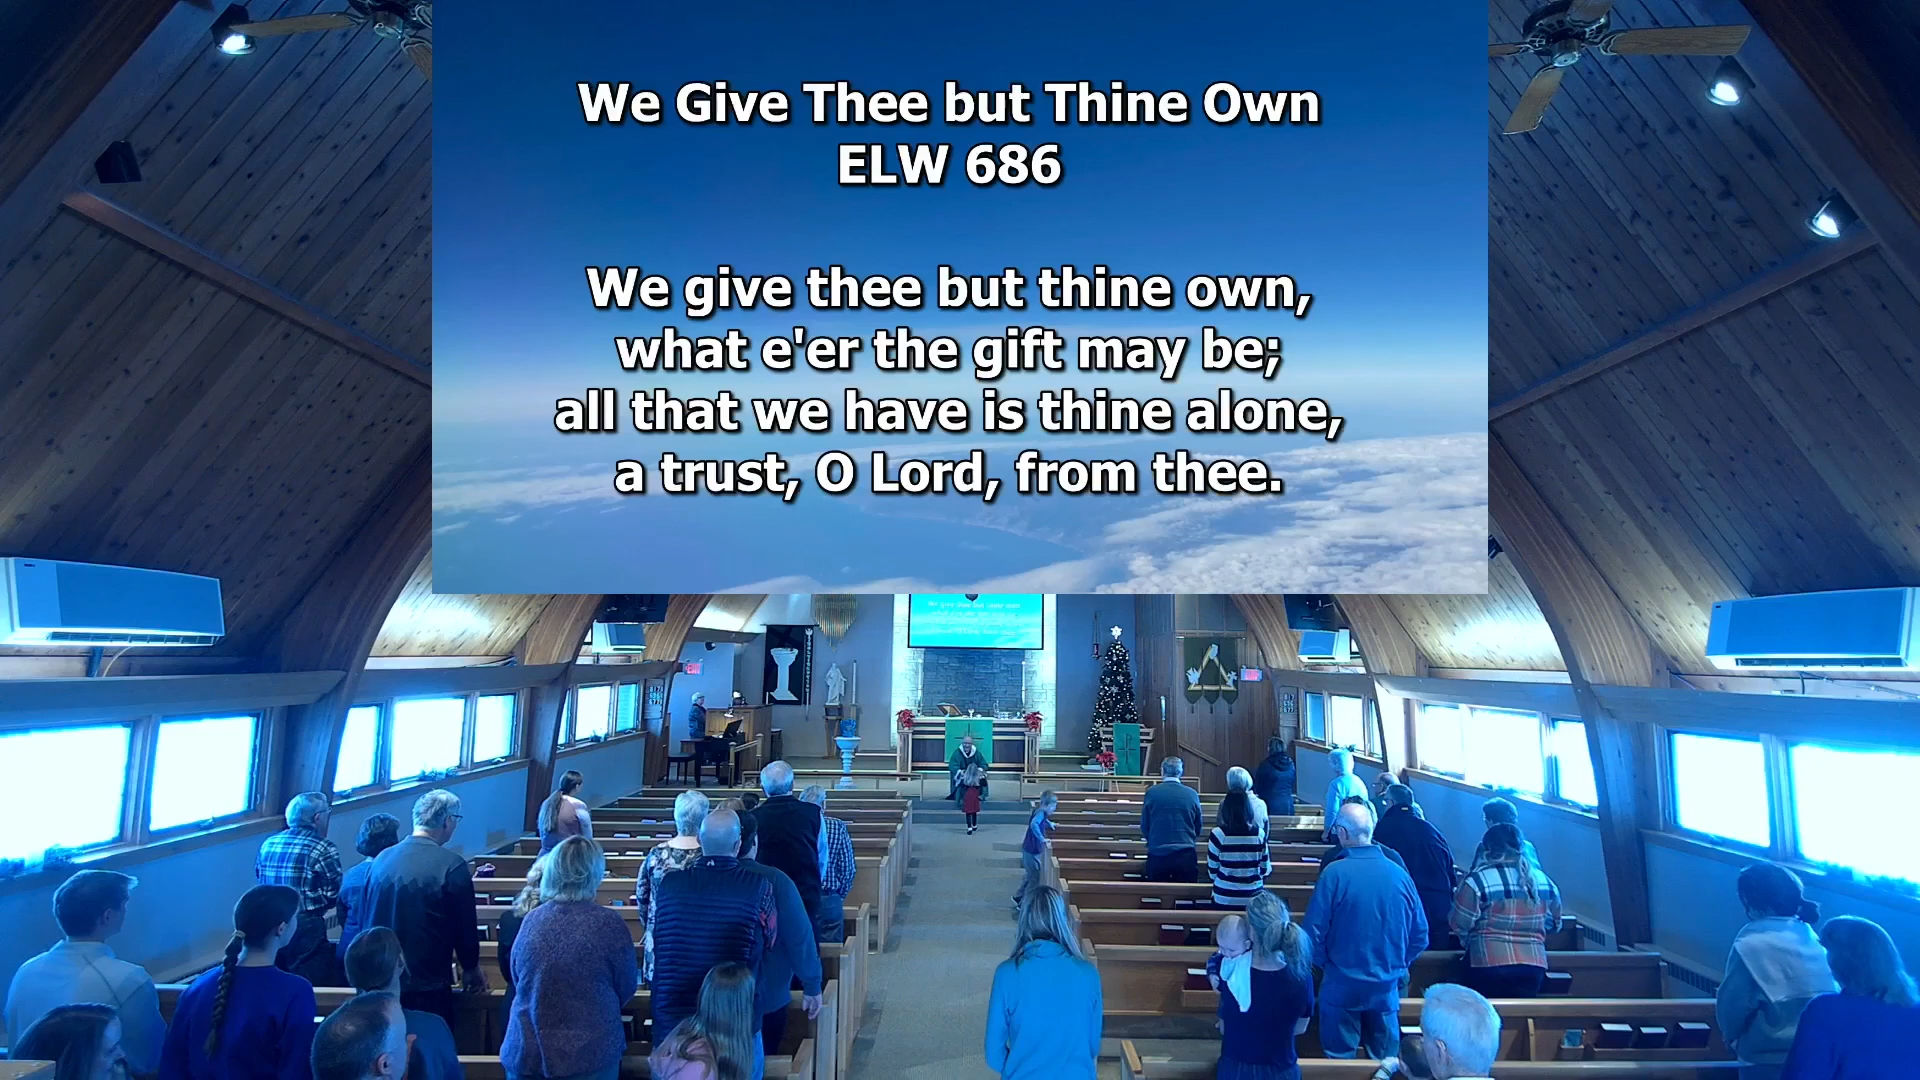 We Give Thee but Thine Own
ELW 686
We give thee but thine own,
what e'er the gift may be;
all that we have is thine alone,
a trust, O Lord, from thee.
EXIT